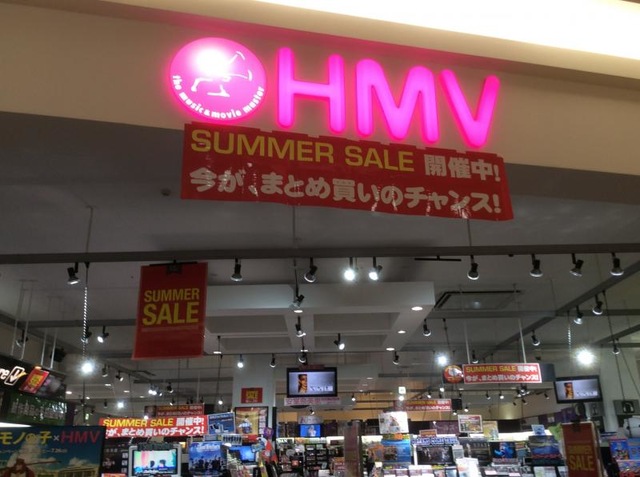 HMV
the music & movie master
SUMMER SALE 開催中!
今が、まとめ買いのチャンス!
SUMMER
SALE
SUMMER SALE 開催中!
今が、まとめ買いのチャンス!
SUMMER SALE 開催中!
今が、まとめ買いのチャンス!
モノノ子×HMV